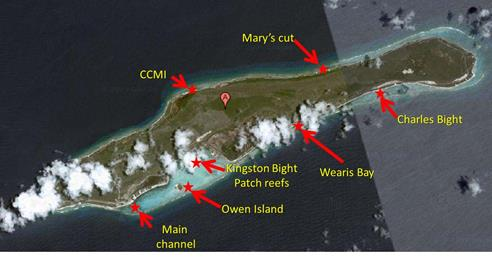 Mary's cut
CCMI
A
Charles Bight
Kingston Bight
Patch reefs
Wearis Bay
Owen Island
Main
channel